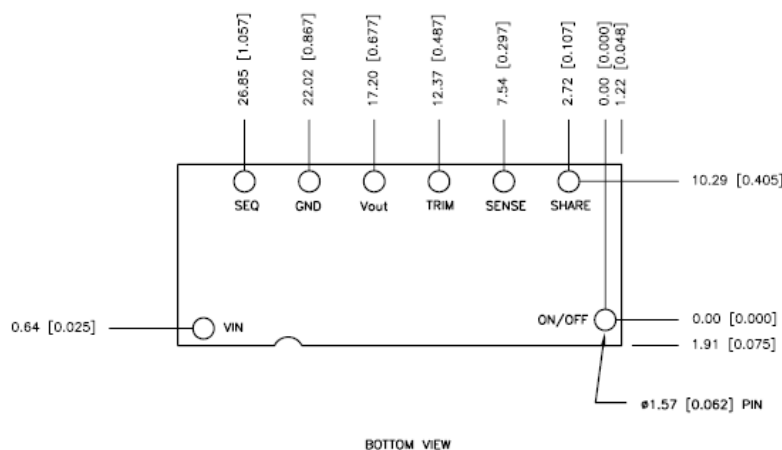 26.85 [1.057]
22.02 [0.867]
17.20 [0.677]
12.37 [0.487]
7.54 [0.297]
2.72 [0.107]
0.00 [0.000]
1.22 [0.048]
SEQ
GND
Vout
TRIM
SENSE
SHARE
10.29 [0.405]
0.64 [0.025]
VIN
ON/OFF
0.00 [0.000]
1.91 [0.075]
ø1.57 [0.062] PIN
BOTTOM VIEW